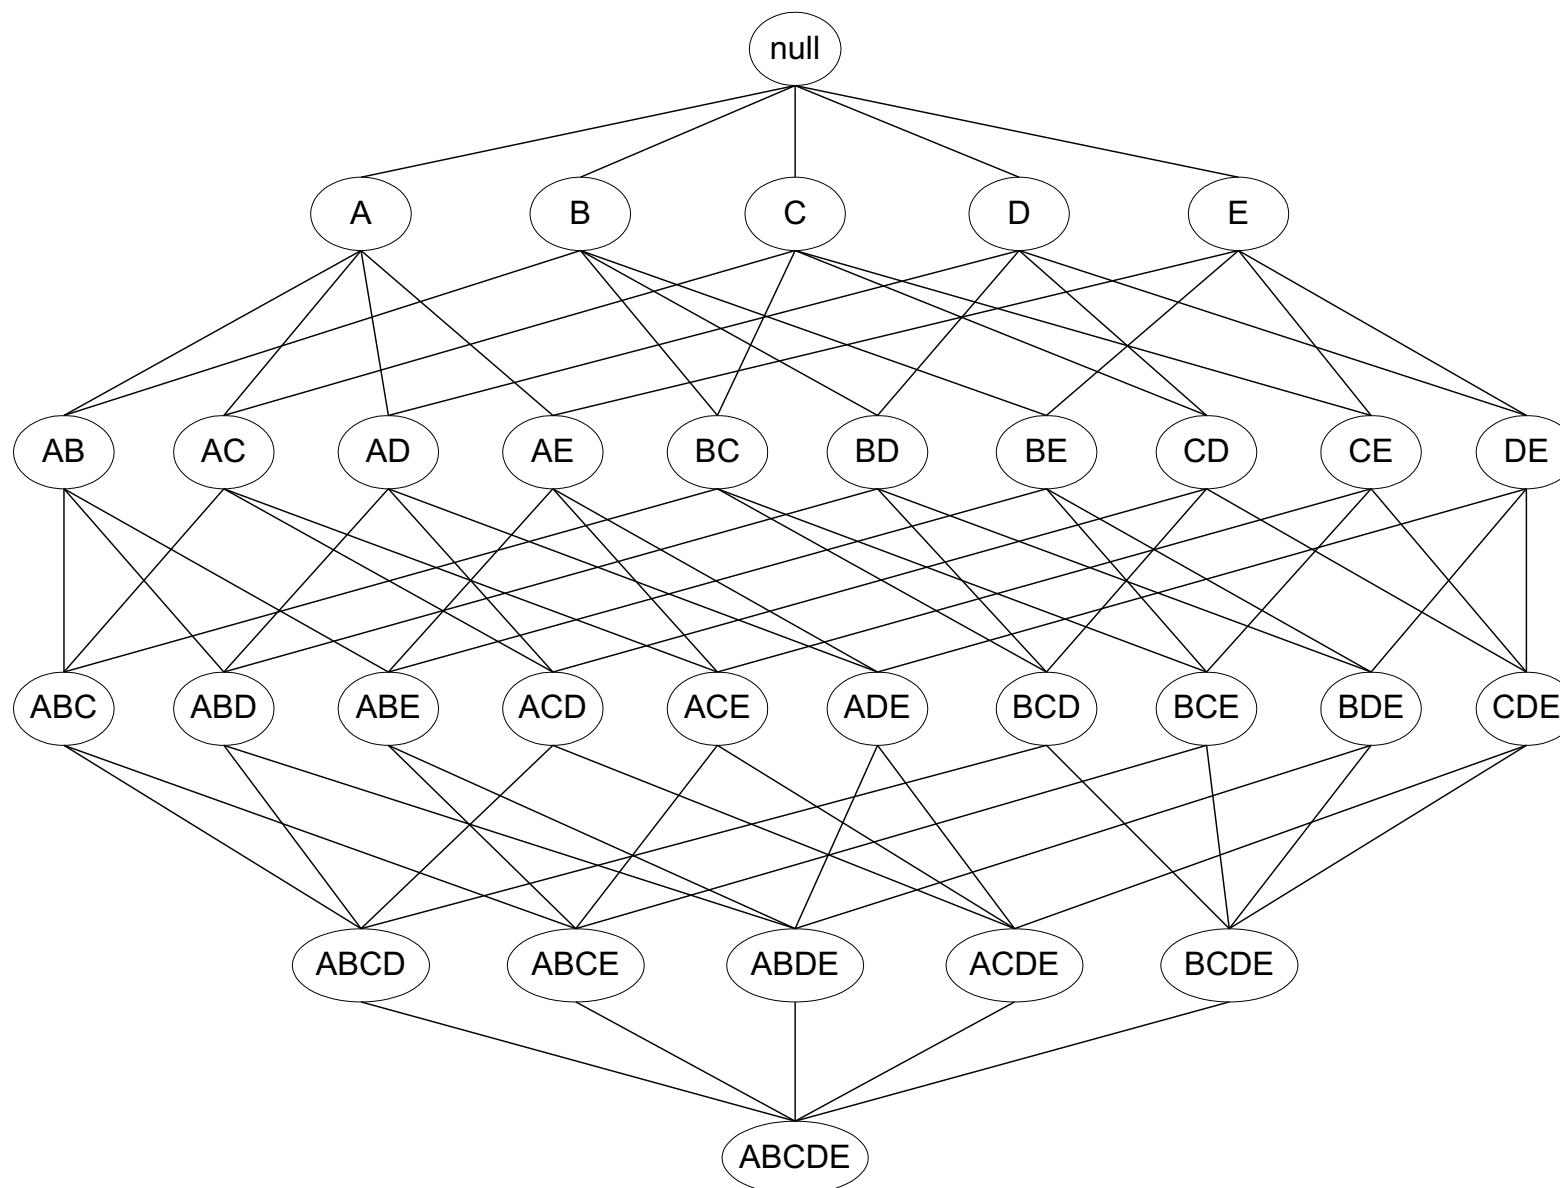 null
A B C D E
AB AC AD AE BC BD BE CD CE DE
ABC ABD ABE ACD ACE ADE BCD BCE BDE CDE
ABCD ABCE ABDE ACDE BCDE
ABCDE